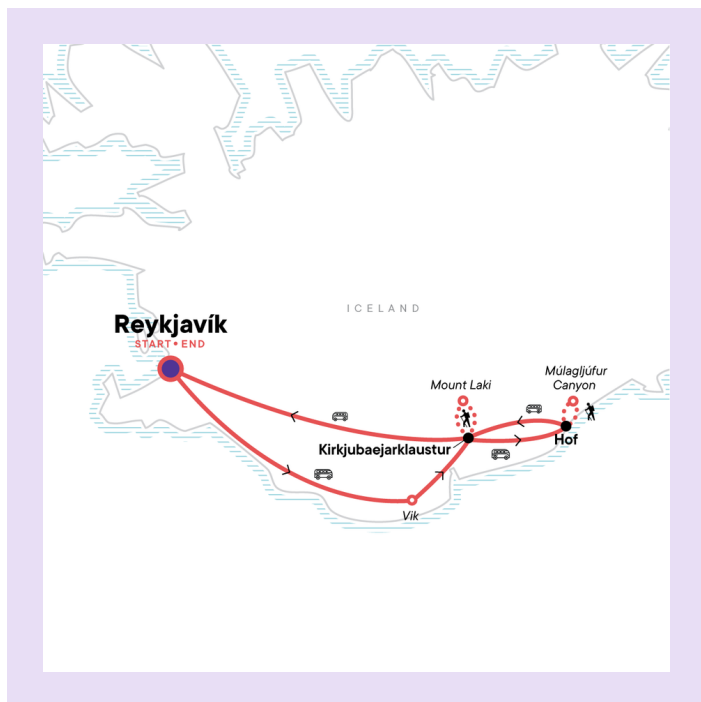 ICELAND
Reykjavík
START • END
Mount Laki
Múlagljúfur
Canyon
Kirkjubaejarklaustur
Hof
Vik